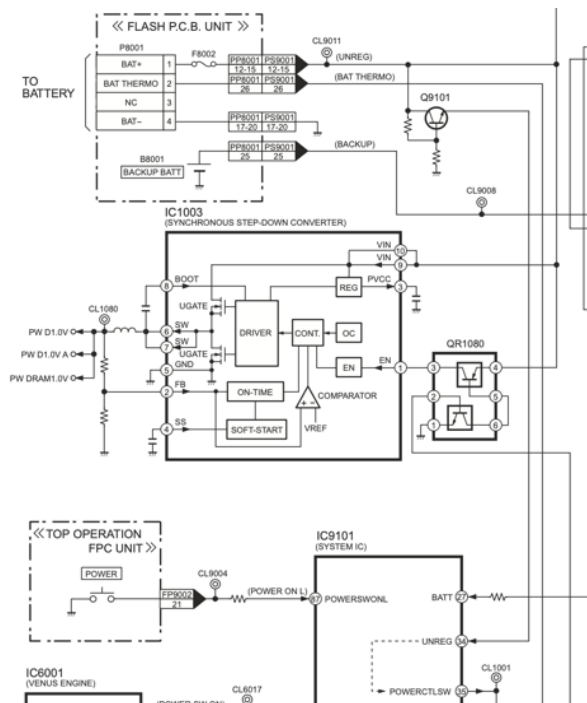 ≪ FLASH P.C.B. UNIT ≫
CL9011
P8001
F8002
(UNREG)
BAT+ 1
PP8001 PS9001
12-15 12-15
TO
BATTERY
BAT THERMO 2
PP8001 PS9001
26 26
(BAT THERMO)
NC 3
Q9101
BAT– 4
PP8001 PS9001
17-20 17-20
B8001
BACKUP BATT
PP8001 PS9001
25 25
(BACKUP)
CL9008
IC1003
(SYNCHRONOUS STEP-DOWN CONVERTER)
VIN 10
VIN 9
8 BOOT
REG
PVCC 3
CL1080
UGATE
PW D1.0V
6 SW
DRIVER
CONT.
OC
PW D1.0V A
7 SW
UGATE
QR1080
PW DRAM1.0V
5 GND
EN
EN 1
3 4
2 FB
ON-TIME
COMPARATOR
2 5
4 SS
SOFT-START
VREF
1 6
≪TOP OPERATION
FPC UNIT ≫
IC9101
(SYSTEM IC)
POWER
CL9004
FP9002
21
(POWER ON L)
87 POWERSWONL
BATT 27
UNREG 34
IC6001
(VENUS ENGINE)
CL1001
CL6017
POWERCTLSW 35
(POWER SW ON)